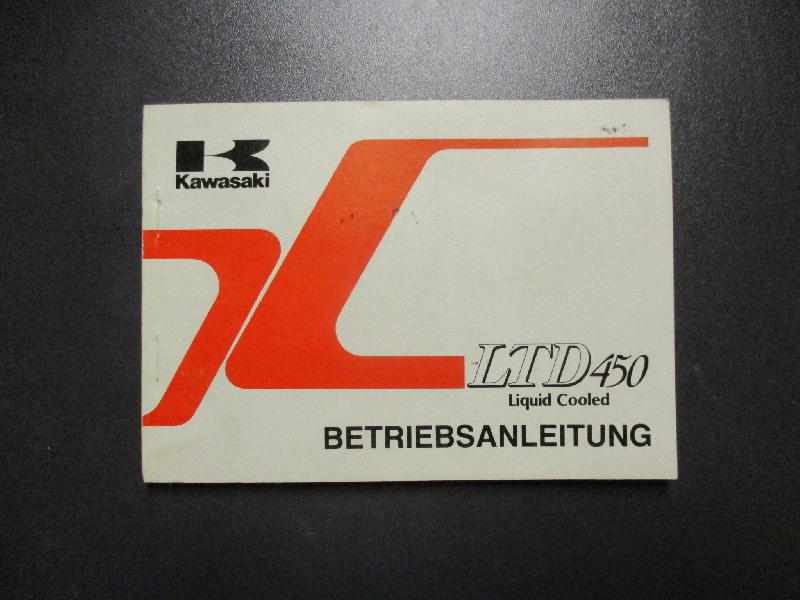 Kawasaki
LTD450
Liquid Cooled
BETRIEBSANLEITUNG